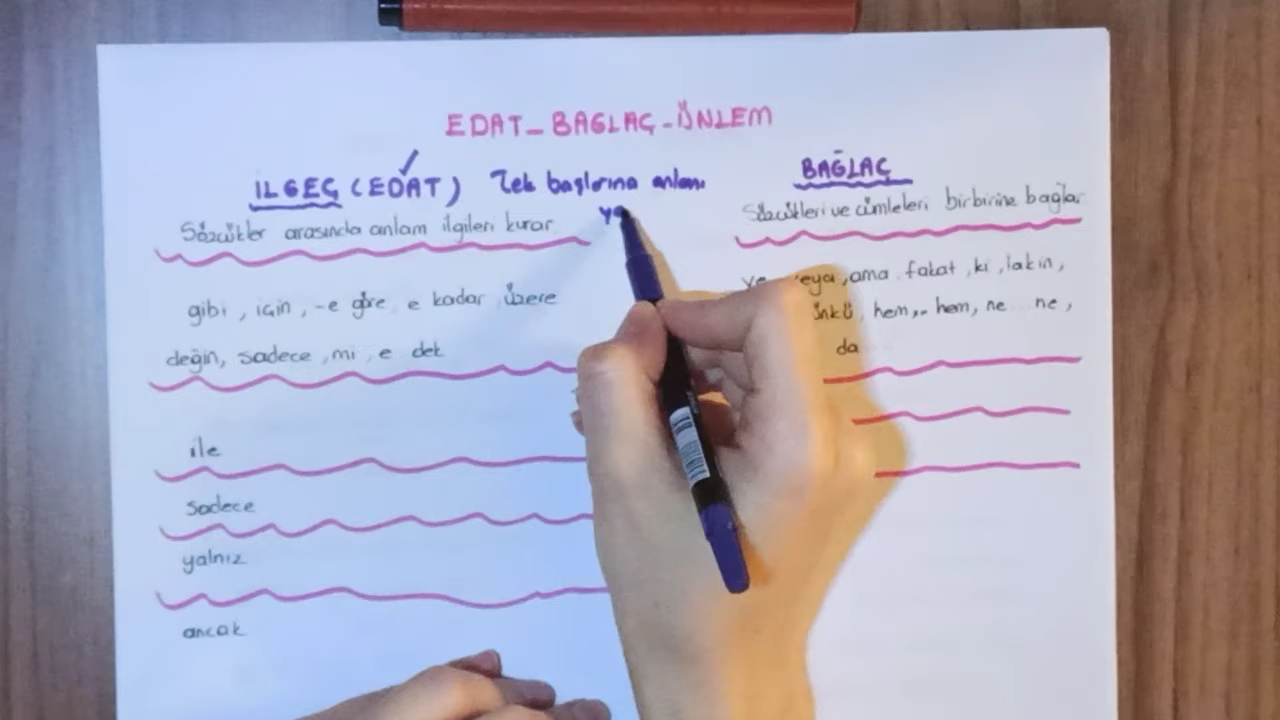 EDAT_BAGLAÇ_ÜNLEM
İLGEÇ (EDAT) Tek başlarına anlamı
ya
Sözcükler arasında anlam ilgileri kurar
gibi, için, -e göre, e kadar, üzere
değin, sadece, mi, e dek
ile
sadece
yalnız
ancak
BAĞLAÇ
Sözcükleri ve cümleleri birbirine bağlar
ama, fakat, ki, lakin,
hem,.. hem, ne ... ne,
da